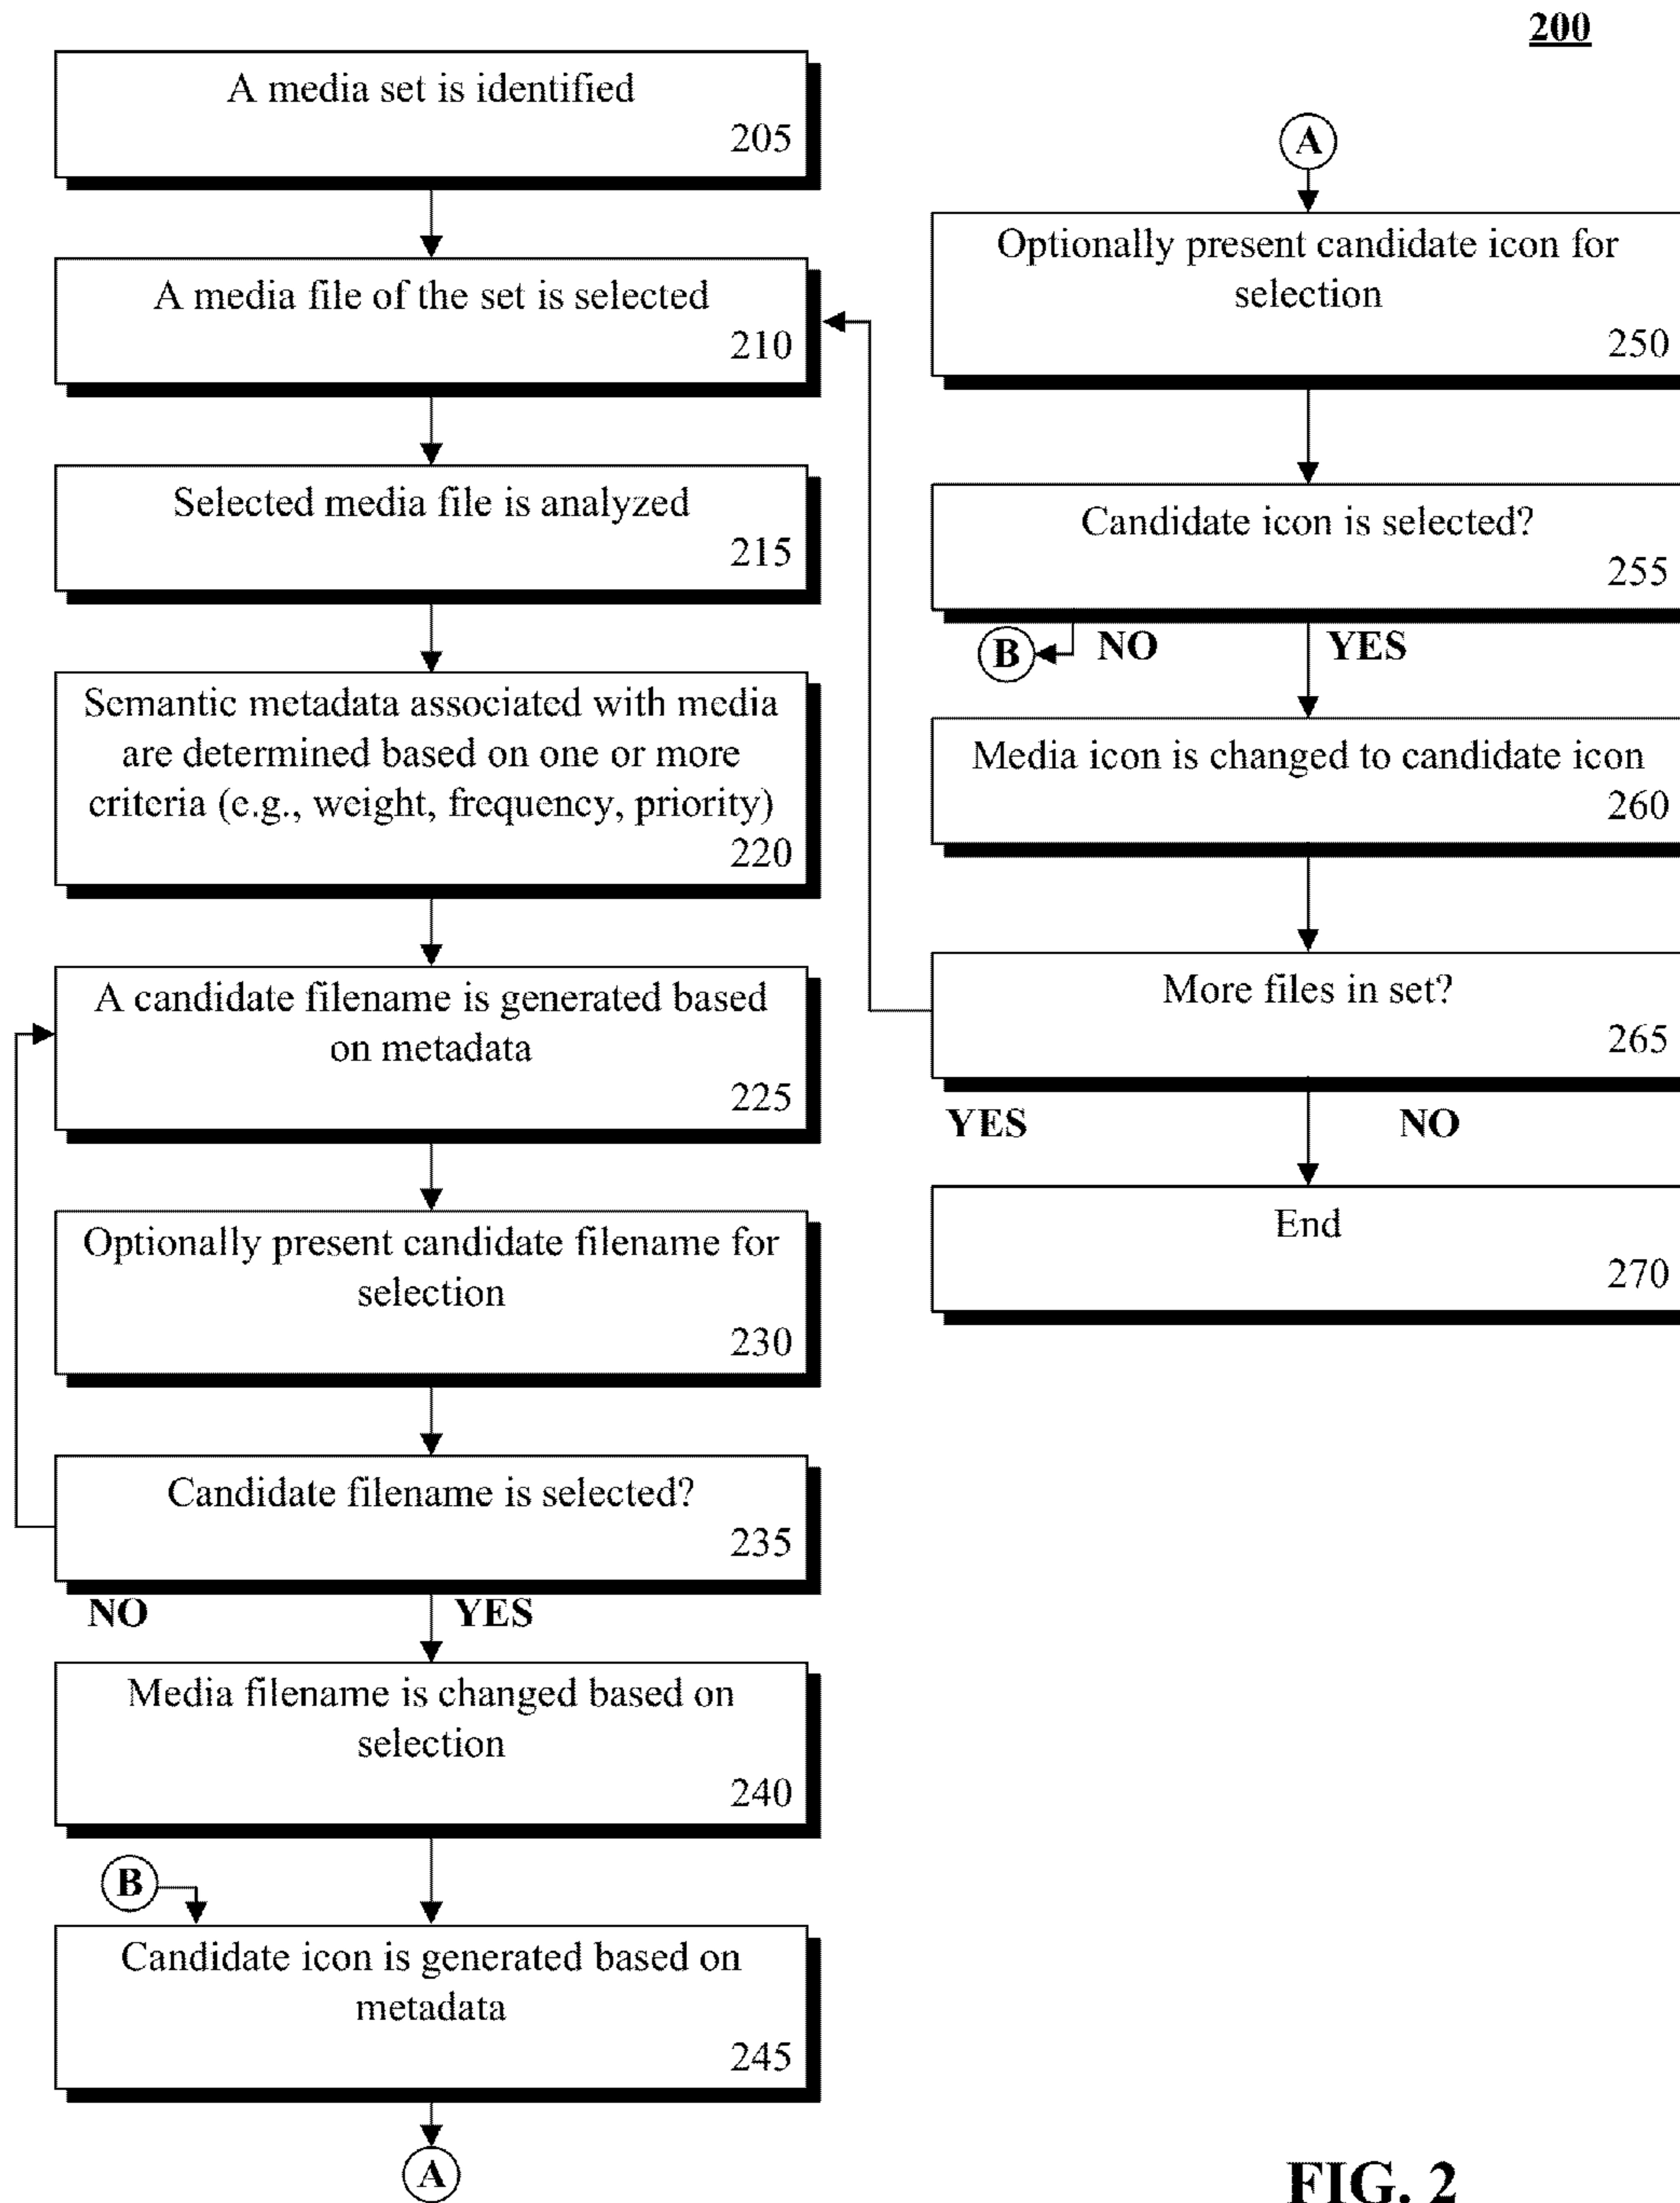 200
A media set is identified
205
A media file of the set is selected
210
Selected media file is analyzed
215
Semantic metadata associated with media
are determined based on one or more
criteria (e.g., weight, frequency, priority)
220
A candidate filename is generated based
on metadata
225
Optionally present candidate filename for
selection
230
Candidate filename is selected?
235
NO
YES
Media filename is changed based on
selection
240
B
Candidate icon is generated based on
metadata
245
A
A
Optionally present candidate icon for
selection
250
Candidate icon is selected?
255
B
NO
YES
Media icon is changed to candidate icon
260
More files in set?
265
YES
NO
End
270
FIG. 2